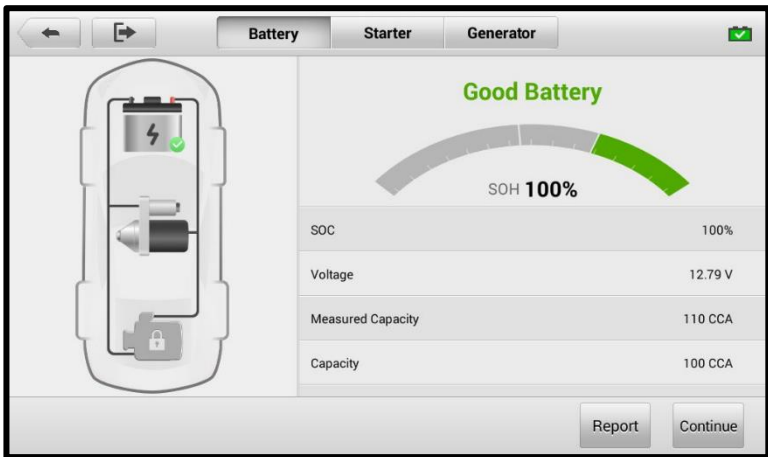 Battery Starter Generator
Good Battery
SOH 100%
SOC 100%
Voltage 12.79 V
Measured Capacity 110 CCA
Capacity 100 CCA
Report Continue